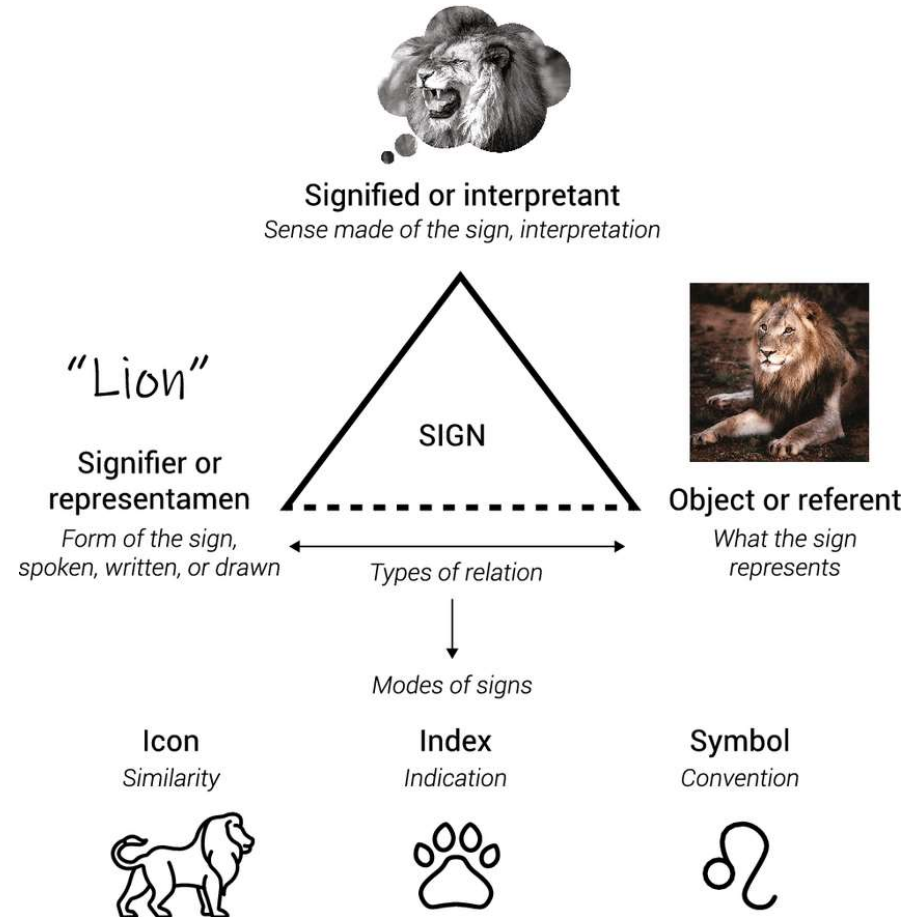 Signified or interpretant
Sense made of the sign, interpretation
"Lion"
SIGN
Signifier or
representamen
Form of the sign,
spoken, written, or drawn
Object or referent
What the sign
represents
Types of relation
Modes of signs
Icon
Similarity
Index
Indication
Symbol
Convention